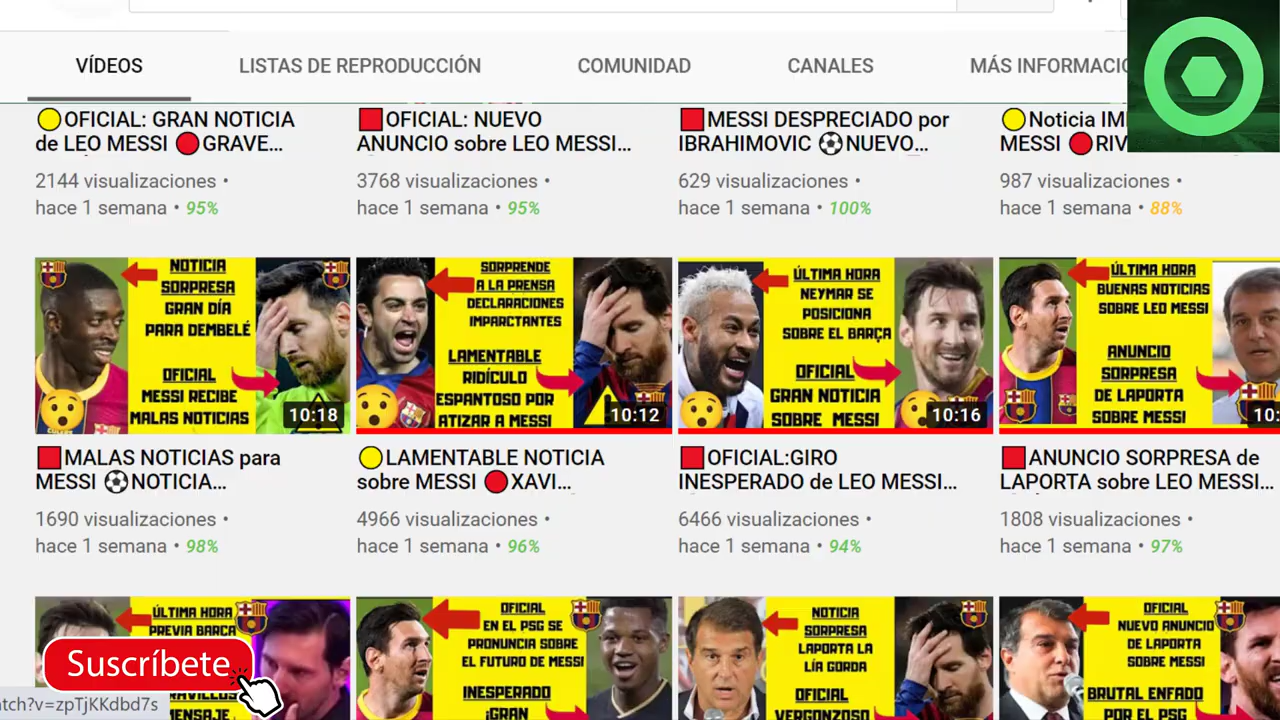 VÍDEOS
LISTAS DE REPRODUCCIÓN
COMUNIDAD
CANALES
MÁS INFORMACIÓ
OFICIAL: GRAN NOTICIA
de LEO MESSI GRAVE...
2144 visualizaciones •
hace 1 semana • 95%
OFICIAL: NUEVO
ANUNCIO sobre LEO MESSI...
3768 visualizaciones •
hace 1 semana • 95%
MESSI DESPRECIADO por
IBRAHIMOVIC ⚽NUEVO...
629 visualizaciones •
hace 1 semana • 100%
Noticia IM
MESSI RIV
987 visualizaciones •
hace 1 semana • 88%
NOTICIA
SORPRESA
GRAN DÍA
PARA DEMBELÉ
OFICIAL
MESSI RECIBE
MALAS NOTICIAS
10:18
SORPRENDE
A LA PRENSA
DECLARACIONES
IMPARCTANTES
LAMENTABLE
RIDÍCULO
ESPANTOSO POR
ATIZAR A MESSI
10:12
ÚLTIMA HORA
NEYMAR SE
POSICIONA
SOBRE EL BARÇA
OFICIAL
GRAN NOTICIA
SOBRE MESSI
10:16
ÚLTIMA HORA
BUENAS NOTICIAS
SOBRE LEO MESSI
ANUNCIO
SORPRESA
DE LAPORTA
SOBRE MESSI
10:
MALAS NOTICIAS para
MESSI ⚽NOTICIA...
1690 visualizaciones •
hace 1 semana • 98%
LAMENTABLE NOTICIA
sobre MESSI XAVI...
4966 visualizaciones •
hace 1 semana • 96%
OFICIAL:GIRO
INESPERADO de LEO MESSI...
6466 visualizaciones •
hace 1 semana • 94%
ANUNCIO SORPRESA de
LAPORTA sobre LEO MESSI...
1808 visualizaciones •
hace 1 semana • 97%
ÚLTIMA HORA
PREVIA BARCA
RAVILLOS
MENSAJE
OFICIAL
EN EL PSG SE
PRONUNCIA SOBRE
EL FUTURO DE MESSI
INESPERADO
¡GRAN
NOTICIA
SORPRESA
LAPORTA LA
LÍA GORDA
OFICIAL
VERGONZOSO
OFICIAL
NUEVO ANUNCIO
DE LAPORTA
SOBRE MESSI
BRUTAL ENFADO
POR EL PSG
Suscríbete
atch?v=zpTjKKdbd7s